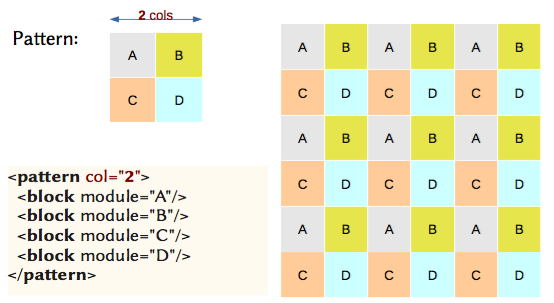 2 cols
Pattern:
A B
C D
<pattern col="2">
<block module="A"/>
<block module="B"/>
<block module="C"/>
<block module="D"/>
</pattern>
A B A B A B
C D C D C D
A B A B A B
C D C D C D
A B A B A B
C D C D C D